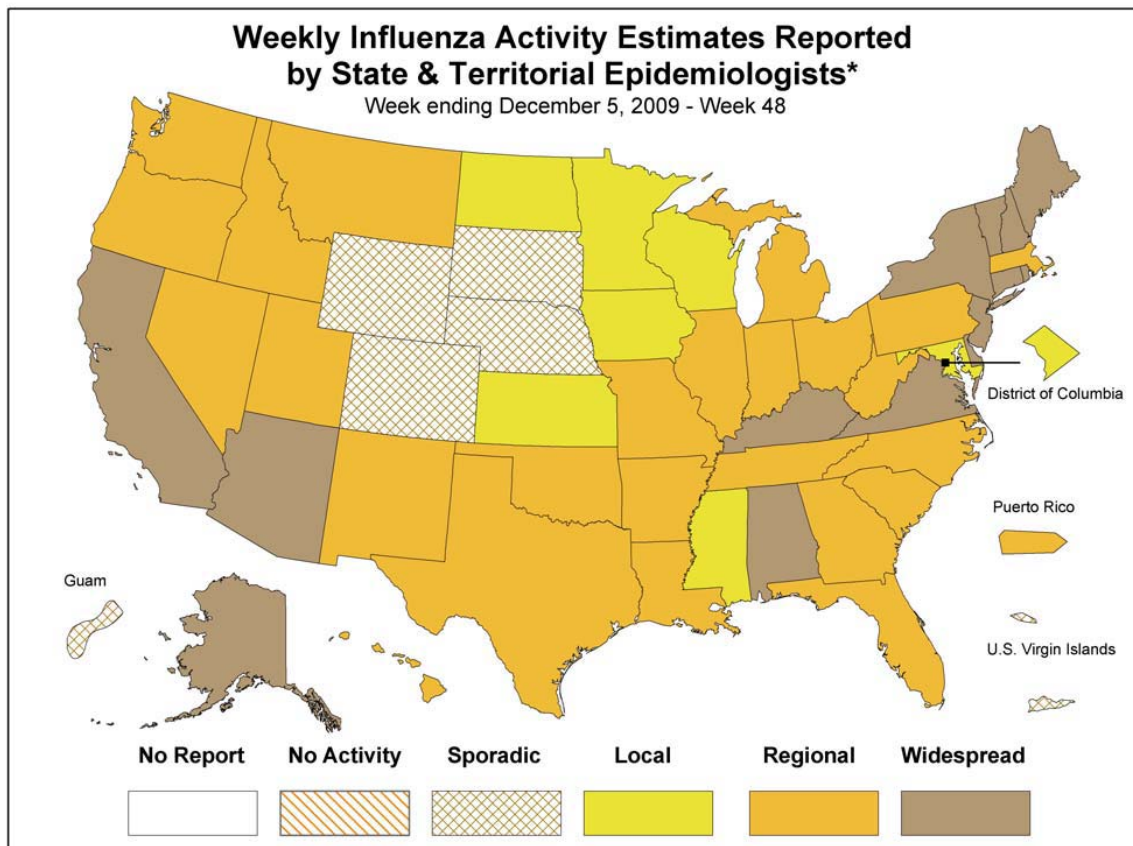 Weekly Influenza Activity Estimates Reported
by State & Territorial Epidemiologists*
Week ending December 5, 2009 - Week 48
District of Columbia
Puerto Rico
Guam
U.S. Virgin Islands
No Report No Activity Sporadic Local Regional Widespread